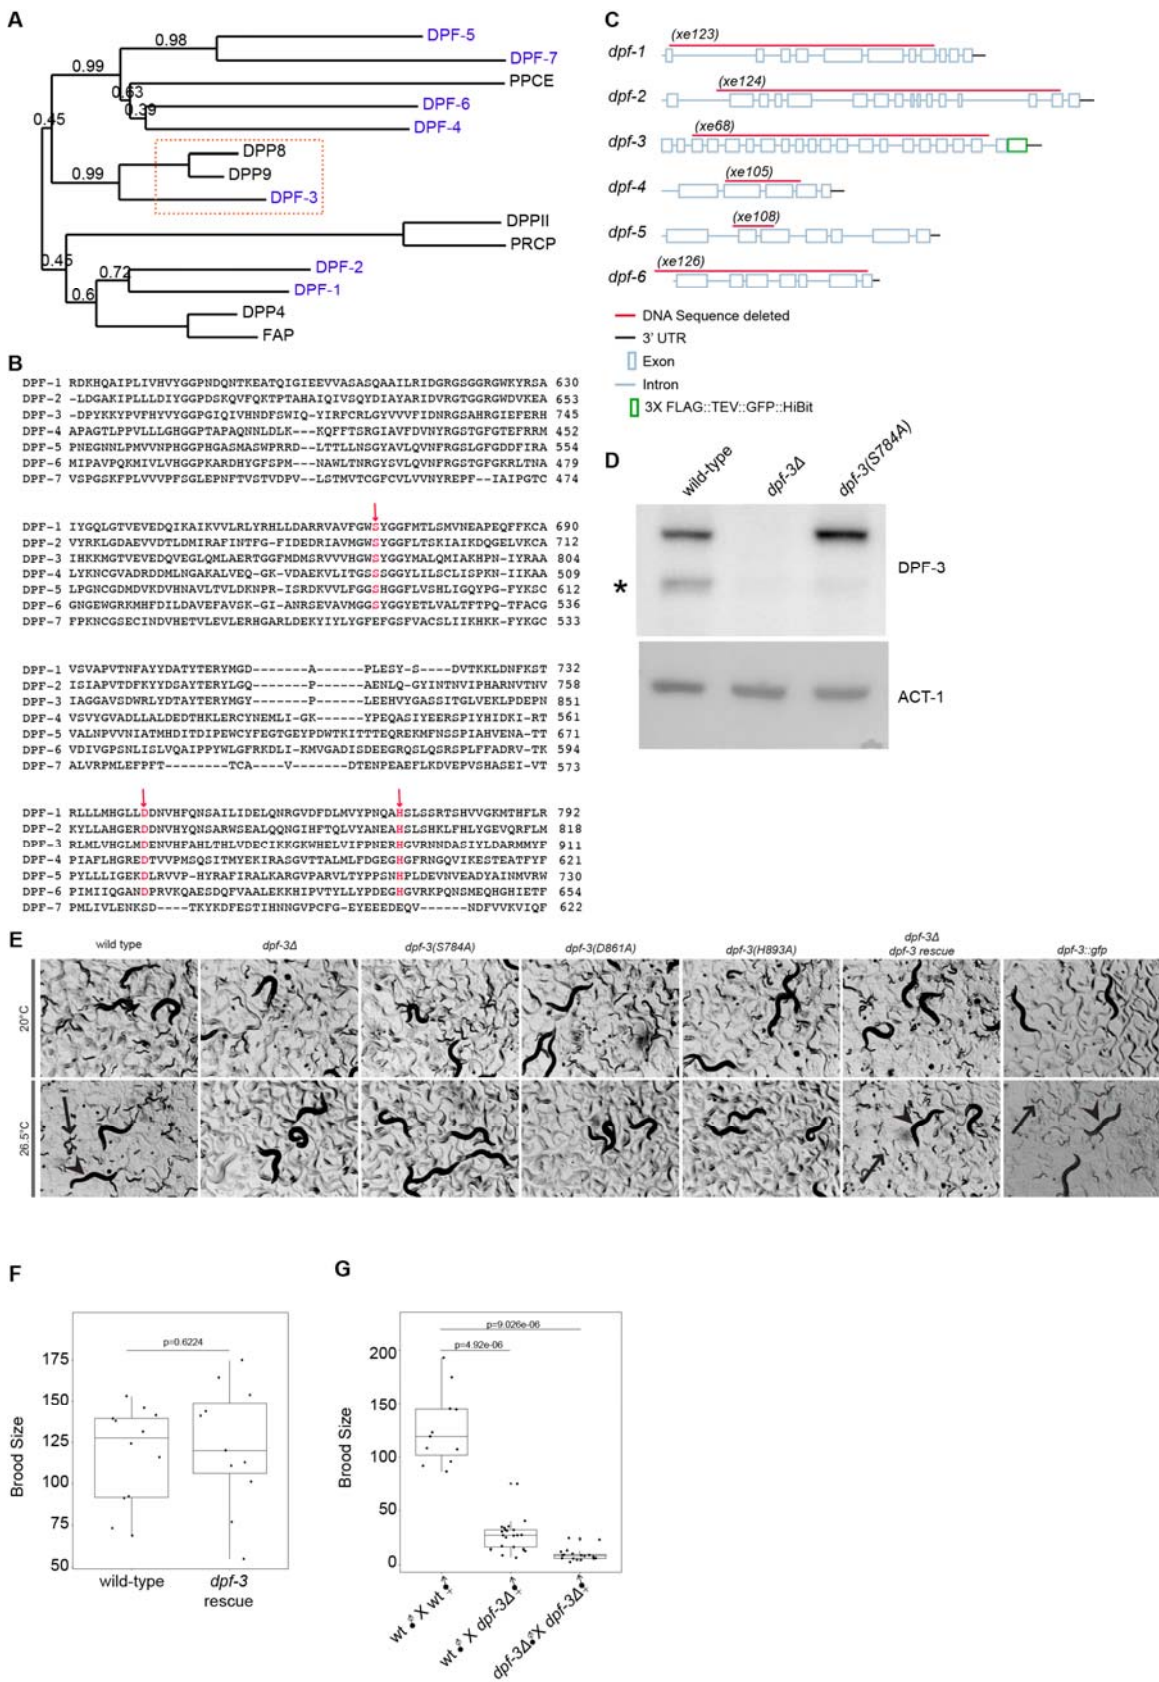 A
0.98
DPF-5
0.99
DPF-7
0.63
PPCE
0.39
DPF-6
0.45
DPF-4
DPP8
0.99
DPP9
DPF-3
DPPII
PRCP
0.45
0.72
DPF-2
0.6
DPF-1
DPP4
FAP
B
DPF-1 RDKHQAIPLIVHVYGGPNDQNTKEATQIGIEEVVASASQAAILRIDGRGSGGRGWKYRSA 630
DPF-2 -LDGAKIPLLLDIYGGPDSKQVFQKTPTAHAIQIVSQYDIAYARIDVRGTGGRGWDVKEA 653
DPF-3 -DPYKKYPVFHYVYGGPGIQIVHNDFSWIQ-YIRFCRLGYVVVFIDNRGSAHRGIEFERH 745
DPF-4 APAGTLPPVLLLGHGGPTAPAQNNLDLK---KQFFTSRGIAVFDVNYRGSTGFGTEFRRM 452
DPF-5 PNEGNNLPMVVNPHGGPHGASMASWPRRD--LTTLLNSGYAVLQVNFRGSLGFGDDFIRA 554
DPF-6 MIPAVPQKMIVLVHGGPKARDHYGFSPM---NAWLTNRGYSVLQVNFRGSTGFGKRLTNA 479
DPF-7 VSPGSKFPLVVVPFSGLEPNFTVSTVDPV--LSTMVTCGFCVLVVNYREPF--IAIPGTC 474
DPF-1 IYGQLGTVEVEDQIKAIKVVLRLYRHLLDARRVAVFGWSYGGFMTLSMVNEAPEQFFKCA 690
DPF-2 VYRKLGDAEVVDTLDMIRAFINTFG-FIDEDRIAVMGWSYGGFLTSKIAIKDQGELVKCA 712
DPF-3 IHKKMGTVEVEDQVEGLQMLAERTGGFMDMSRVVVHGWSYGGYMALQMIAKHPN-IYRAA 804
DPF-4 LYKNCGVADRDDMLNGAKALVEQ-GK-VDAEKVLITGSSSGGYLILSCLISPKN-IIKAA 509
DPF-5 LPGNCGDMDVKDVHNAVLTVLDKNPR-ISRDKVVLFGGSHGGFLVSHLIGQYPG-FYKSC 612
DPF-6 GNGEWGRKMHFDILDAVEFAVSK-GI-ANRSEVAVMGGSYGGYETLVALTFTPQ-TFACG 536
DPF-7 FPKNCGSECINDVHETVLEVLERHGARLDEKYIYLYGFEFGSFVACSLIIKHKK-FYKGC 533
DPF-1 VSVAPVTNFAYYDATYTERYMGD--------A------PLESY-S----DVTKKLDNFKST 732
DPF-2 ISIAPVTDFKYYDSAYTERYLGQ--------P------AENLQ-GYINTNVIPHARNVTNV 758
DPF-3 IAGGAVSDWRLYDTAYTERYMG---------P------LEEHVYGASSITGLVEKLPDEPN 851
DPF-4 VSVYGVADLLALDEDTHKLERCYNEMLI-GK-------YPEQASIYEERSPIYHIDKI-RT 561
DPF-5 VALNPVVNIATMHDITDIPEWCYFEGTGEYPDWTKITTTEQREKMFNSSPIAHVENA-TT 671
DPF-6 VDIVGPSNLISLVQAIPPYWLGFRKDLI-KMVGADISDEEGRQSLQSRSPLFFADRV-TK 594
DPF-7 ALVRPMLEFPFT--------TCA---V------DTENPEAEFLKDVEPVSHASEI-VT 573
DPF-1 RLLLMHGLLDDNVHFQNSAILIDELQNRGVDFDLMVYPNQAHSLSSRTSHVVGKMTHFLR 792
DPF-2 KYLLAHGERDDNVHYQNSARWSEALQQNGIHFTQLVYANEAHSLSHKLFHLYGEVQRFLM 818
DPF-3 RLMLVHGLMDENVHFAHLTHLVDECIKKGKWHELVIFPNERHGVRNNDASIYLDARMMYF 911
DPF-4 PIAFLHGREDTVVPMSQSITMYEKIRASGVTTALMLFDGEGHGFRNGQVIKESTEATFYF 621
DPF-5 PYLLLIGEKDLRVVP-HYRAFIRALKARGVPARVLTYPPSNHPLDEVNVEADYAINMVRW 730
DPF-6 PIMIIQGANDPRVKQAESDQFVAALEKKHIPVTYLLYPDEGHGVRKPQNSMEQHGHIETF 654
DPF-7 PMLIVLENKSD---TKYKDFESTIHNNGVPCFG-EYEEEDEQV-----NDFVVKVIQF 622
C
(xe123)
dpf-1
(xe124)
dpf-2
(xe68)
dpf-3
(xe105)
dpf-4
(xe108)
dpf-5
(xe126)
dpf-6
DNA Sequence deleted
3' UTR
Exon
Intron
3X FLAG::TEV::GFP::HiBit
D
wild-type
dpf-3Δ
dpf-3(S784A)
DPF-3
*
ACT-1
E
wild type
dpf-3Δ
dpf-3(S784A)
dpf-3(D861A)
dpf-3(H893A)
dpf-3Δ
dpf-3 rescue
dpf-3::gfp
20°C
26.5°C
F
p=0.6224
175
150
125
100
75
50
Brood Size
wild-type
dpf-3
rescue
G
p=9.026e-06
p=4.92e-06
200
150
100
50
0
Brood Size
wt ⚦ X wt ⚥
wt ⚦ X dpf-3Δ ⚥
dpf-3Δ ⚦ X dpf-3Δ ⚥